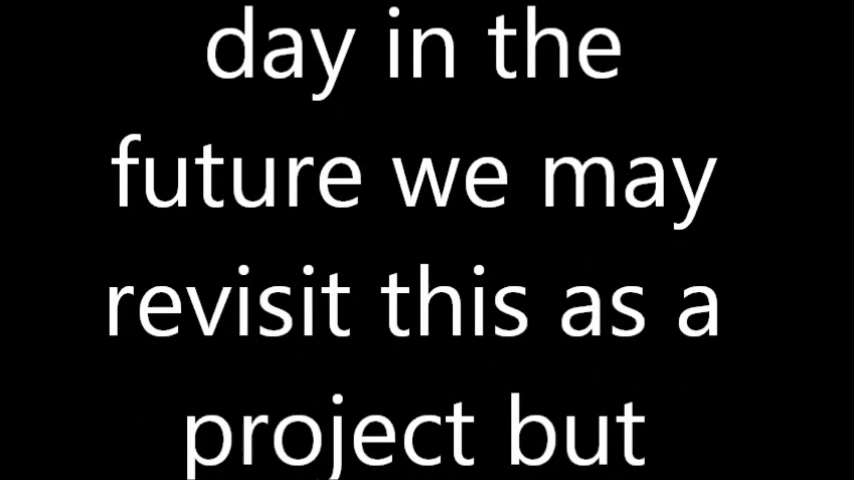 day in the
future we may
revisit this as a
project but